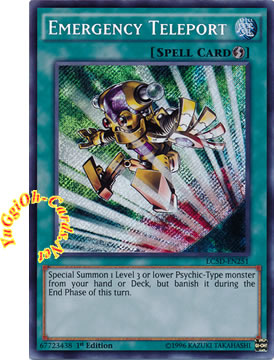 EMERGENCY TELEPORT
[SPELL CARD]
YuGgiOh-Cards.Net
LC5D-EN251
Special Summon 1 Level 3 or lower Psychic-Type monster
from your hand or Deck, but banish it during the
End Phase of this turn.
67723438 1st Edition ©1996 KAZUKI TAKAHASHI